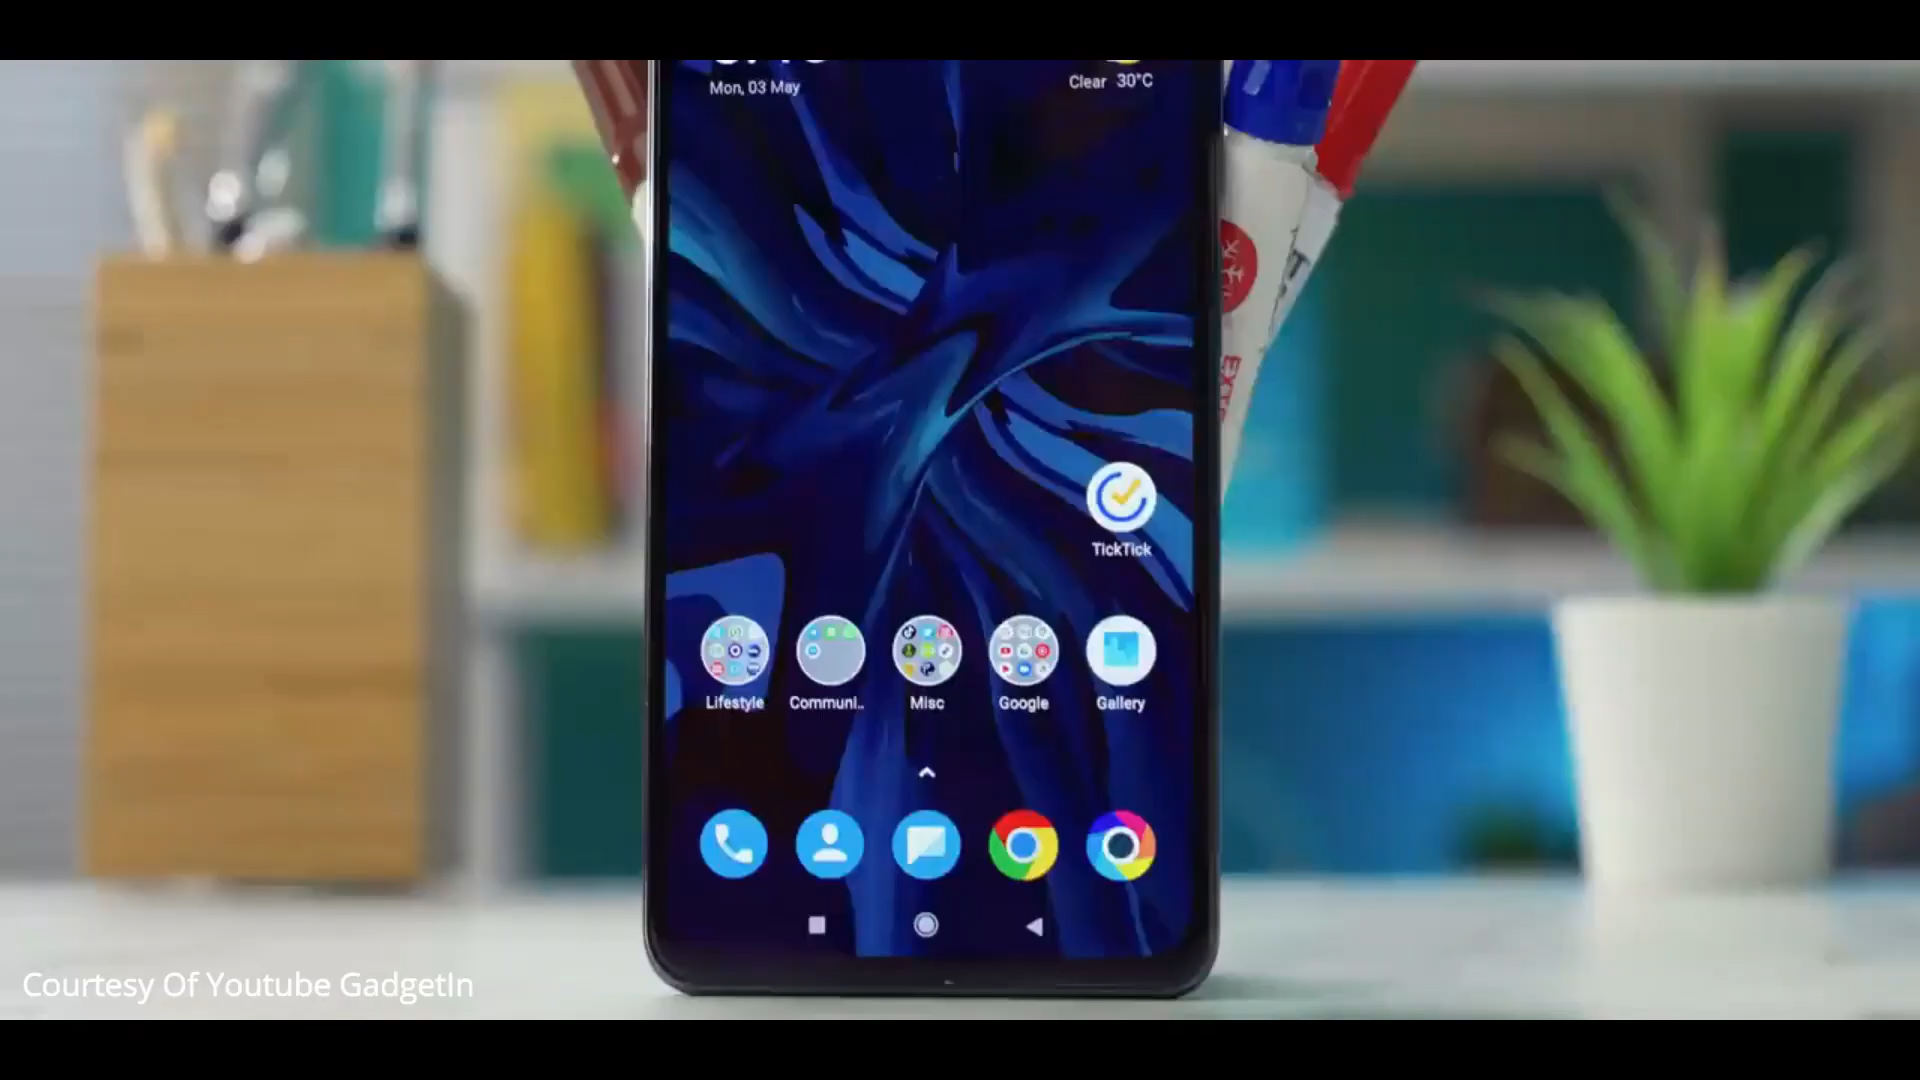 Mon, 03 May
Clear 30°C
TickTick
Lifestyle
Communi..
Misc
Google
Gallery
Courtesy Of Youtube GadgetIn